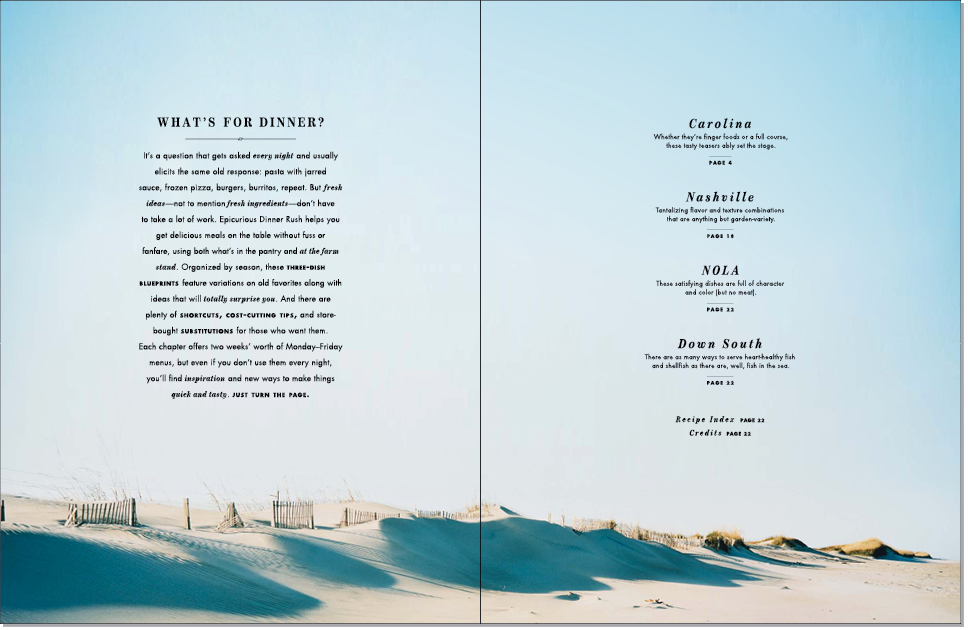 WHAT'S FOR DINNER?
It's a question that gets asked every night and usually
elicits the same old response: pasta with jarred
sauce, frozen pizza, burgers, burritos, repeat. But fresh
ideas—not to mention fresh ingredients—don't have
to take a lot of work. Epicurious Dinner Rush helps you
get delicious meals on the table without fuss or
fanfare, using both what's in the pantry and at the farm
stand. Organized by season, these THREE-DISH
BLUEPRINTS feature variations on old favorites along with
ideas that will totally surprise you. And there are
plenty of SHORTCUTS, COST-CUTTING TIPS, and store-
bought SUBSTITUTIONS for those who want them.
Each chapter offers two weeks' worth of Monday–Friday
menus, but even if you don't use them every night,
you'll find inspiration and new ways to make things
quick and tasty. JUST TURN THE PAGE.
Carolina
Whether they're finger foods or a full course,
these tasty teasers ably set the stage.
PAGE 4
Nashville
Tantalizing flavor and texture combinations
that are anything but garden-variety.
PAGE 18
NOLA
These satisfying dishes are full of character
and color (but no meat).
PAGE 22
Down South
There are as many ways to serve heart-healthy fish
and shellfish as there are, well, fish in the sea.
PAGE 22
Recipe Index PAGE 22
Credits PAGE 22